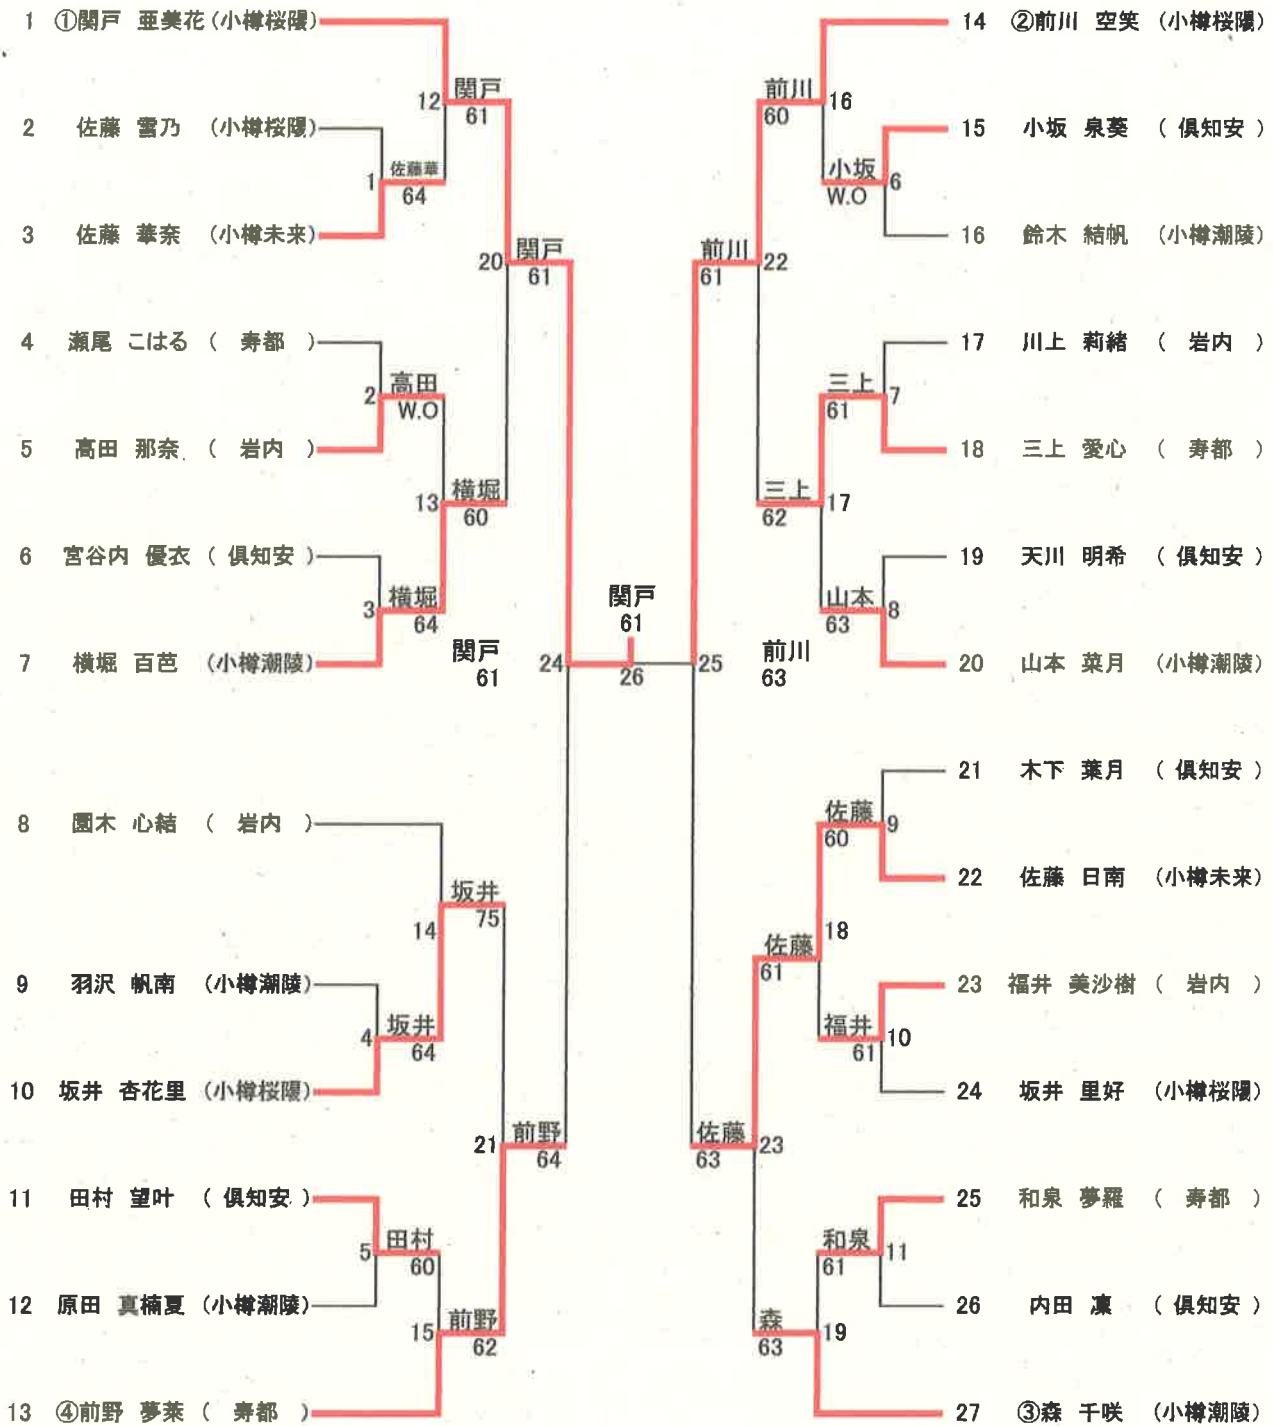 1 ①関戸 亜美花 (小樽桜陽)
12 関戸
61
2 佐藤 雪乃 (小樽桜陽)
1 佐藤華
64
3 佐藤 華奈 (小樽未来)
20 関戸
61
4 瀬尾 こはる ( 寿都 )
2 高田
W.O
5 高田 那奈 ( 岩内 )
13 横堀
60
6 宮谷内 優衣 ( 倶知安 )
3 横堀
64
7 横堀 百芭 (小樽潮陵)
関戸
61
24
8 園木 心結 ( 岩内 )
坂井
75
14
9 羽沢 帆南 (小樽潮陵)
4 坂井
64
10 坂井 杏花里 (小樽桜陽)
21 前野
64
11 田村 望叶 ( 倶知安 )
5 田村
60
12 原田 真楠夏 (小樽潮陵)
15 前野
62
13 ④前野 夢菜 ( 寿都 )
関戸
61
26
14 ②前川 空笑 (小樽桜陽)
前川 16
60
15 小坂 泉葵 ( 倶知安 )
小坂 6
W.O
16 鈴木 結帆 (小樽潮陵)
前川 22
61
17 川上 莉緒 ( 岩内 )
三上 7
61
18 三上 愛心 ( 寿都 )
三上 17
62
19 天川 明希 ( 倶知安 )
山本 8
63
20 山本 菜月 (小樽潮陵)
25 前川
63
21 木下 葉月 ( 倶知安 )
佐藤 9
60
22 佐藤 日南 (小樽未来)
佐藤 18
61
23 福井 美沙樹 ( 岩内 )
福井 10
61
24 坂井 里好 (小樽桜陽)
佐藤 23
63
25 和泉 夢羅 ( 寿都 )
和泉 11
61
26 内田 凜 ( 倶知安 )
森 19
63
27 ③森 千咲 (小樽潮陵)